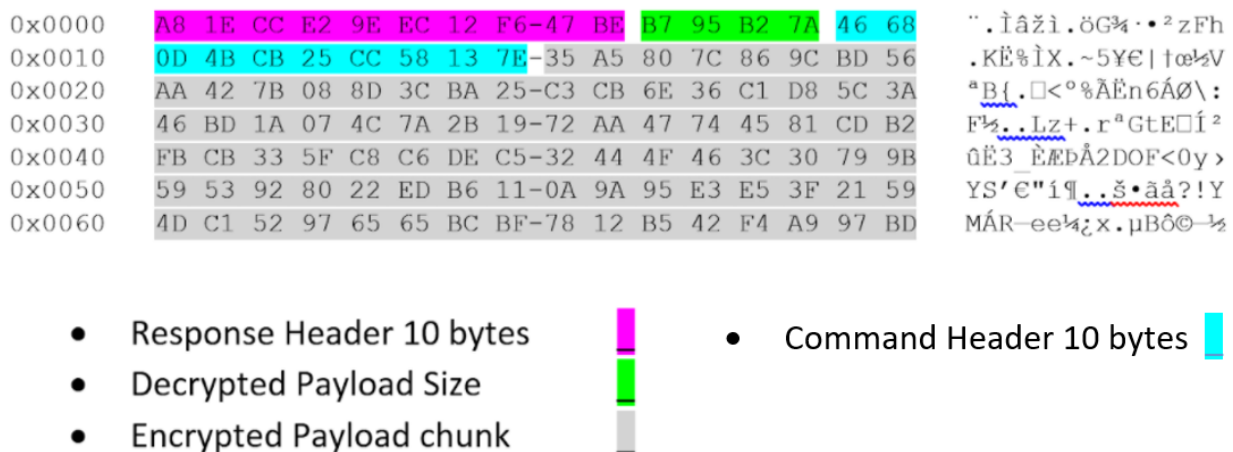 0x0000 A8 1E CC E2 9E EC 12 F6-47 BE B7 95 B2 7A 46 68 ¨.Ìâžì.öG¾·•²zFh
0x0010 0D 4B CB 25 CC 58 13 7E-35 A5 80 7C 86 9C BD 56 .KË%ÌX.~5¥€|†œ½V
0x0020 AA 42 7B 08 8D 3C BA 25-C3 CB 6E 36 C1 D8 5C 3A ªB{.□<º%ÃËn6ÁØ\:
0x0030 46 BD 1A 07 4C 7A 2B 19-72 AA 47 74 45 81 CD B2 F½..Lz+.rªGtE□Í²
0x0040 FB CB 33 5F C8 C6 DE C5-32 44 4F 46 3C 30 79 9B ûË3_ÈÆÞÅ2DOF<0y›
0x0050 59 53 92 80 22 ED B6 11-0A 9A 95 E3 E5 3F 21 59 YS’€"í¶..š•ãå?!Y
0x0060 4D C1 52 97 65 65 BC BF-78 12 B5 42 F4 A9 97 BD MÁR—ee¼¿x.µBô©—½
• Response Header 10 bytes
• Command Header 10 bytes
• Decrypted Payload Size
• Encrypted Payload chunk